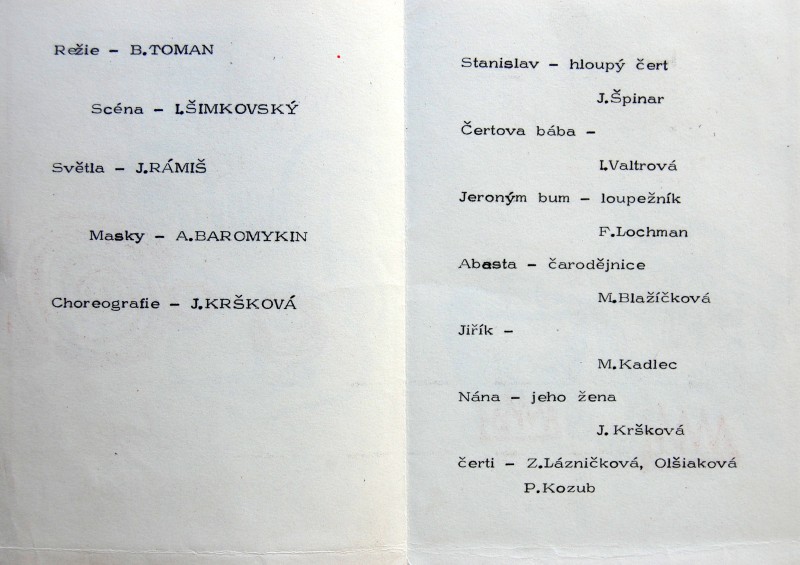 Režie - B.TOMAN
Scéna - I.ŠIMKOVSKÝ
Světla - J.RÁMIŠ
Masky - A.BAROMYKIN
Choreografie - J.KRŠKOVÁ
Stanislav - hloupý čert
J.Špinar
Čertova bába -
I.Valtrová
Jeroným bum - loupežník
F.Lochman
Abasta - čarodějnice
M.Blažíčková
Jiřík -
M.Kadlec
Nána - jeho žena
J. Kršková
čerti - Z.Lázničková, Olšiaková
P.Kozub